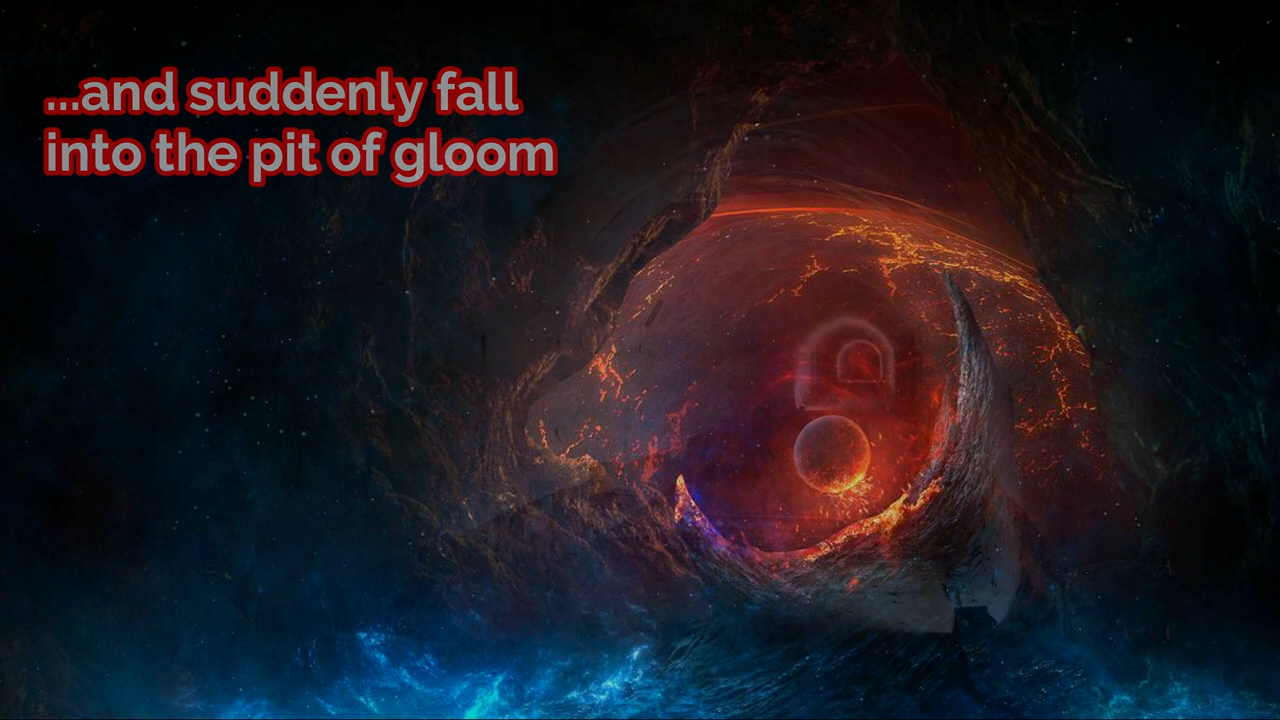 ...and suddenly fall
into the pit of gloom